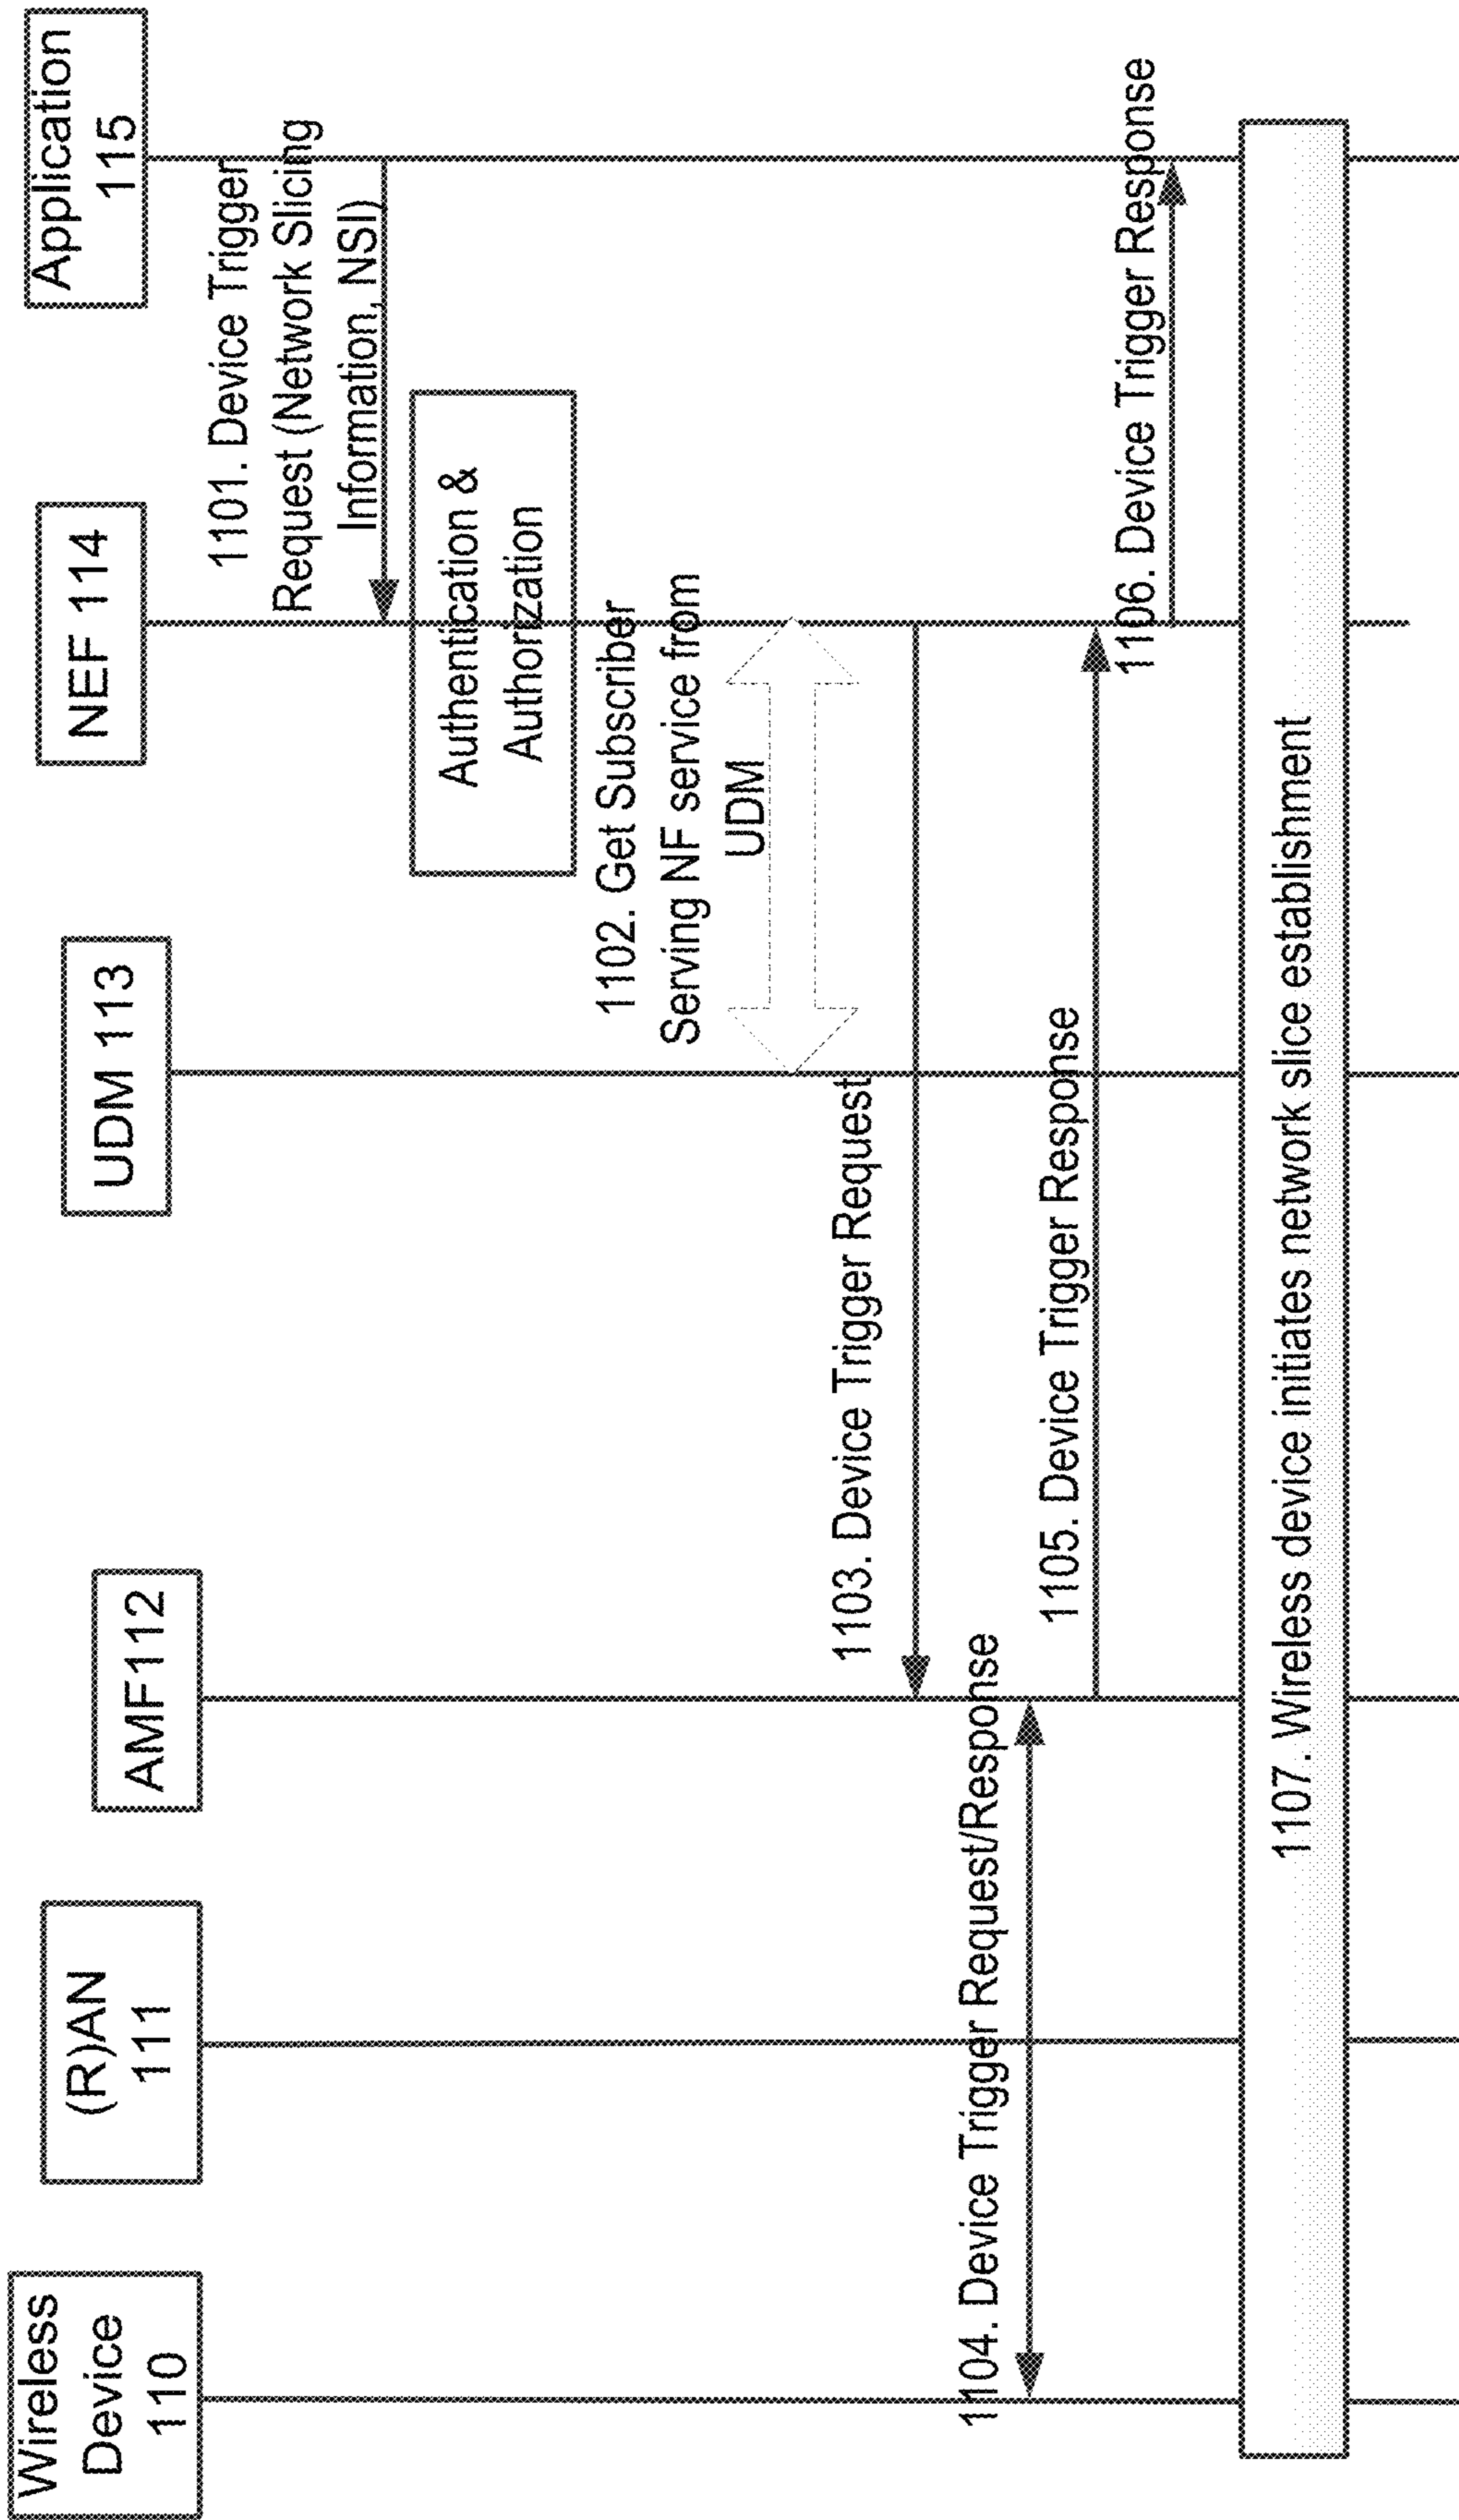 Wireless
Device
110
(R)AN
111
AMF112
UDM 113
NEF 114
Application
115
1101. Device Trigger
Request (Network Slicing
Information, NSI)
Authentication &
Authorization
1102. Get Subscriber
Serving NF service from
UDM
1103. Device Trigger Request
1104. Device Trigger Request/Response
1105. Device Trigger Response
1106. Device Trigger Response
1107. Wireless device initiates network slice establishment